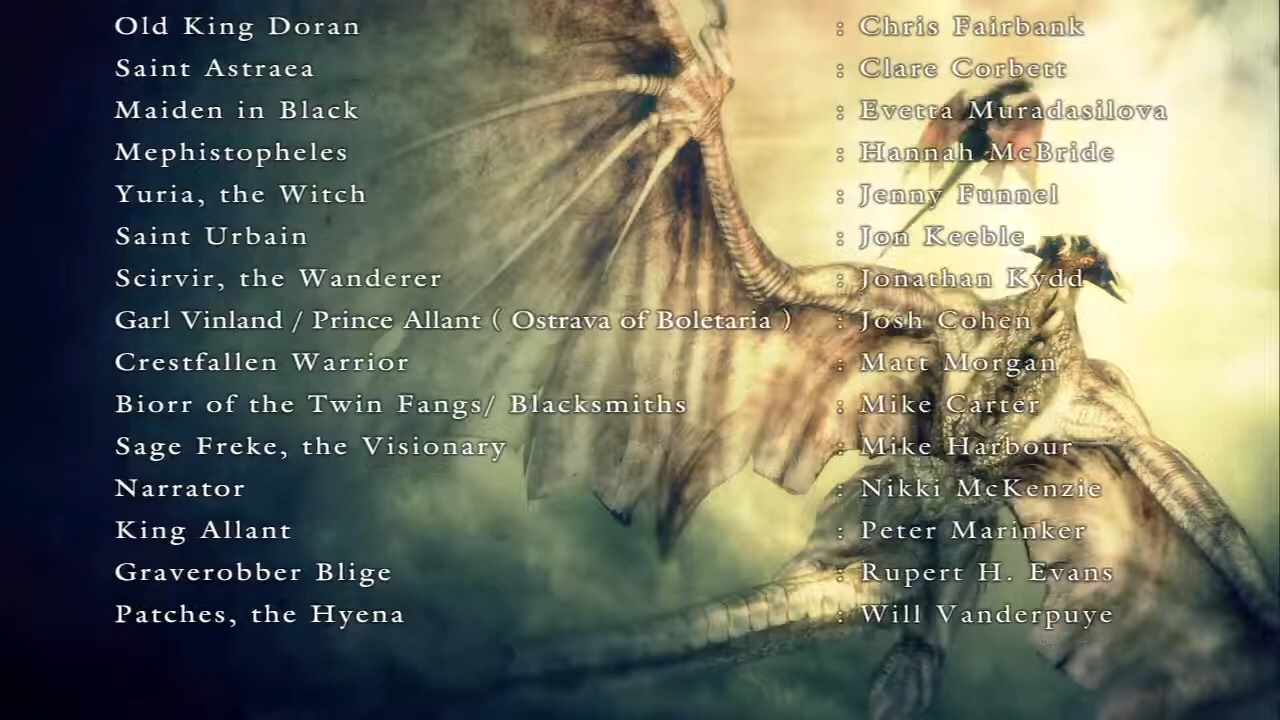 Old King Doran : Chris Fairbank
Saint Astraea : Clare Corbett
Maiden in Black : Evetta Muradasilova
Mephistopheles : Hannah McBride
Yuria, the Witch : Jenny Funnel
Saint Urbain : Jon Keeble
Scirvir, the Wanderer : Jonathan Kydd
Garl Vinland / Prince Allant ( Ostrava of Boletaria ) : Josh Cohen
Crestfallen Warrior : Matt Morgan
Biorr of the Twin Fangs/ Blacksmiths : Mike Carter
Sage Freke, the Visionary : Mike Harbour
Narrator : Nikki McKenzie
King Allant : Peter Marinker
Graverobber Blige : Rupert H. Evans
Patches, the Hyena : Will Vanderpuye